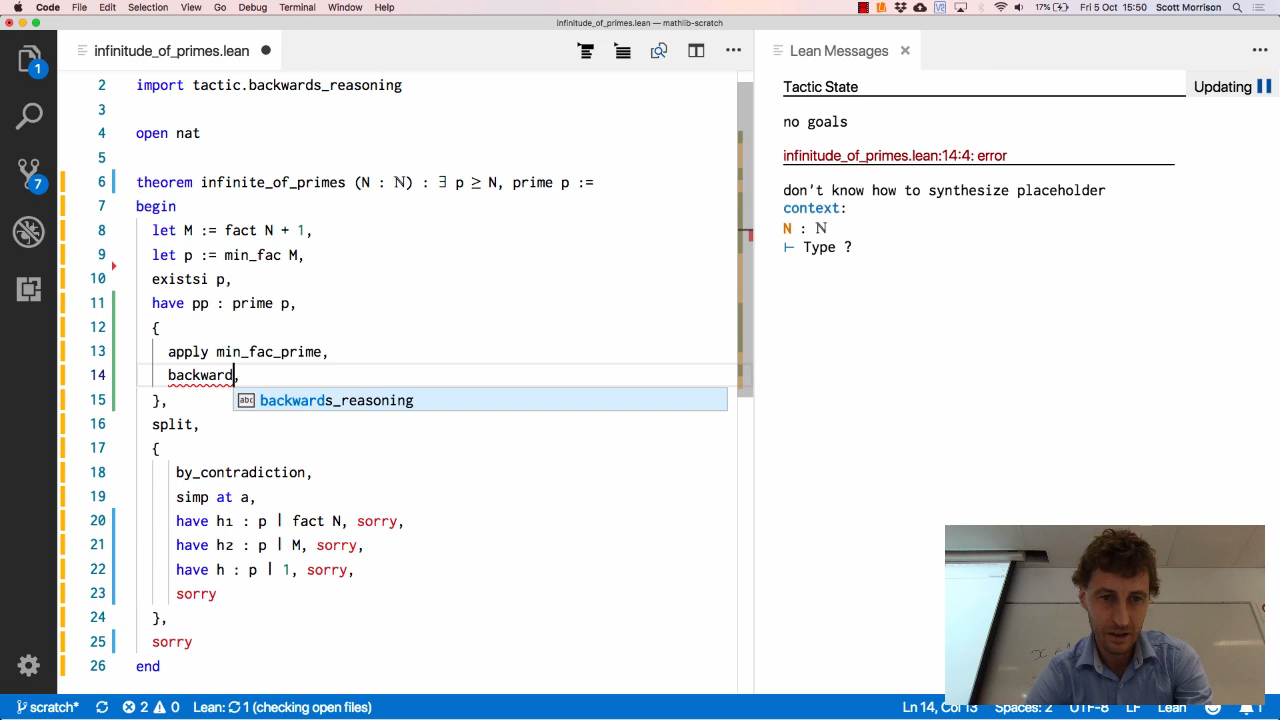 Code File Edit Selection View Go Debug Terminal Window Help 17% Fri 5 Oct 15:50 Scott Morrison
infinitude_of_primes.lean — mathlib-scratch
infinitude_of_primes.lean
Lean Messages
2 import tactic.backwards_reasoning
3
4 open nat
5
6 theorem infinite_of_primes (N : ℕ) : ∃ p ≥ N, prime p :=
7 begin
8 let M := fact N + 1,
9 let p := min_fac M,
10 existsi p,
11 have pp : prime p,
12 {
13 apply min_fac_prime,
14 backward,
abc backwards_reasoning
15 },
16 split,
17 {
18 by_contradiction,
19 simp at a,
20 have h₁ : p ∣ fact N, sorry,
21 have h₂ : p ∣ M, sorry,
22 have h : p ∣ 1, sorry,
23 sorry
24 },
25 sorry
26 end
1
7
Tactic State
Updating
no goals
infinitude_of_primes.lean:14:4: error
don't know how to synthesize placeholder
context:
N : ℕ
⊢ Type ?
scratch* 2 0 Lean: 1 (checking open files) Ln 14, Col 13 Spaces: 2 UTF-8 LF Lean 1